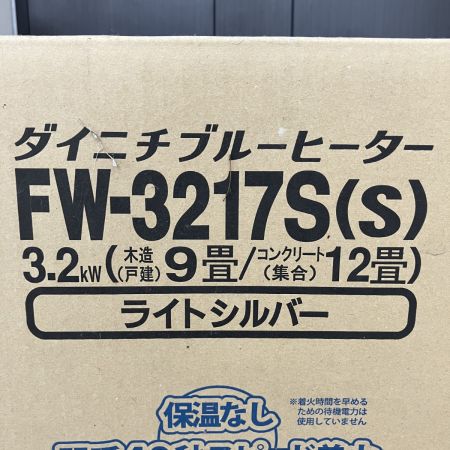 ダイニチブルーヒーター
FW-3217S(S)
3.2kW(木造(戸建)9畳/コンクリート(集合)12畳)
ライトシルバー
保温なし
※着火時間を早める
ための待機電力は
使用していません